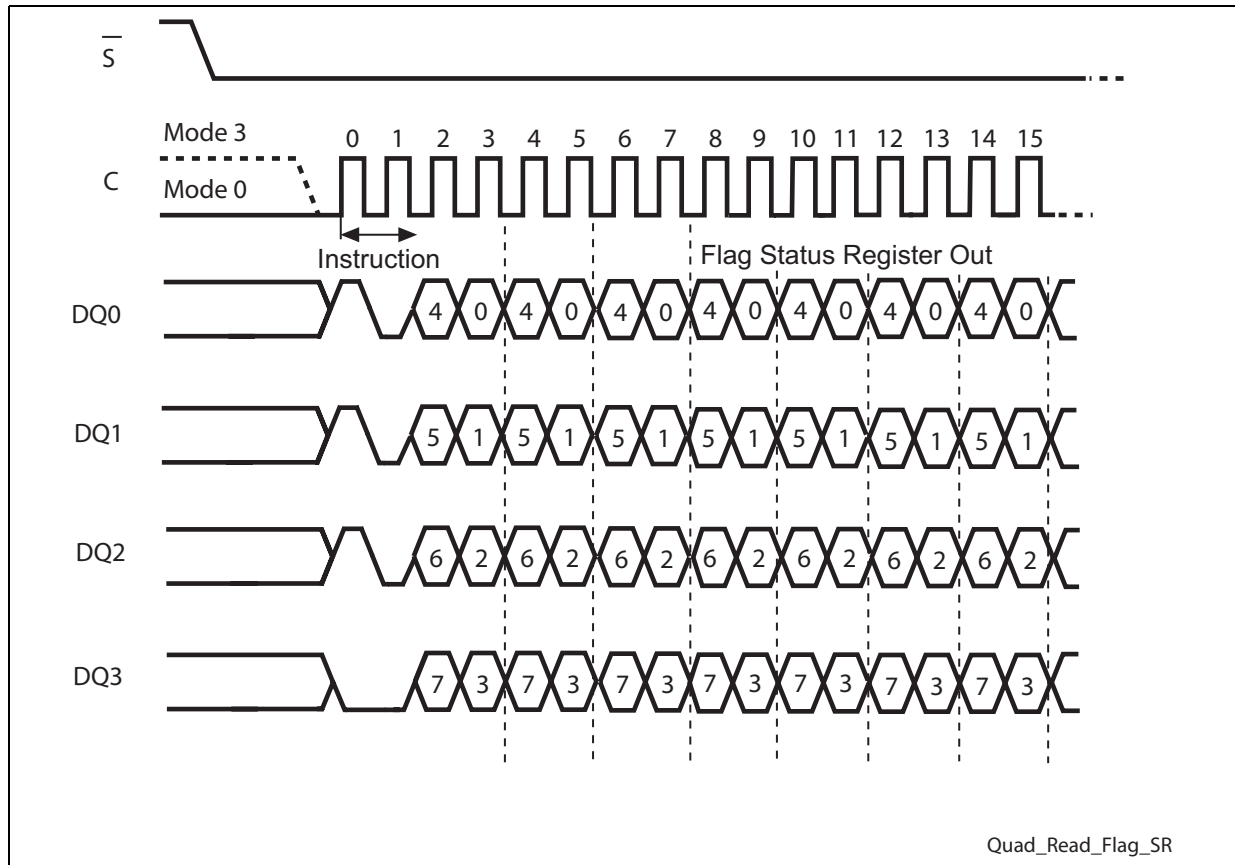 S
Mode 3
0 1 2 3 4 5 6 7 8 9 10 11 12 13 14 15
C
Mode 0
Instruction
Flag Status Register Out
DQ0
4 0 4 0 4 0 4 0 4 0 4 0 4 0
DQ1
5 1 5 1 5 1 5 1 5 1 5 1 5 1
DQ2
6 2 6 2 6 2 6 2 6 2 6 2 6 2
DQ3
7 3 7 3 7 3 7 3 7 3 7 3 7 3
Quad_Read_Flag_SR